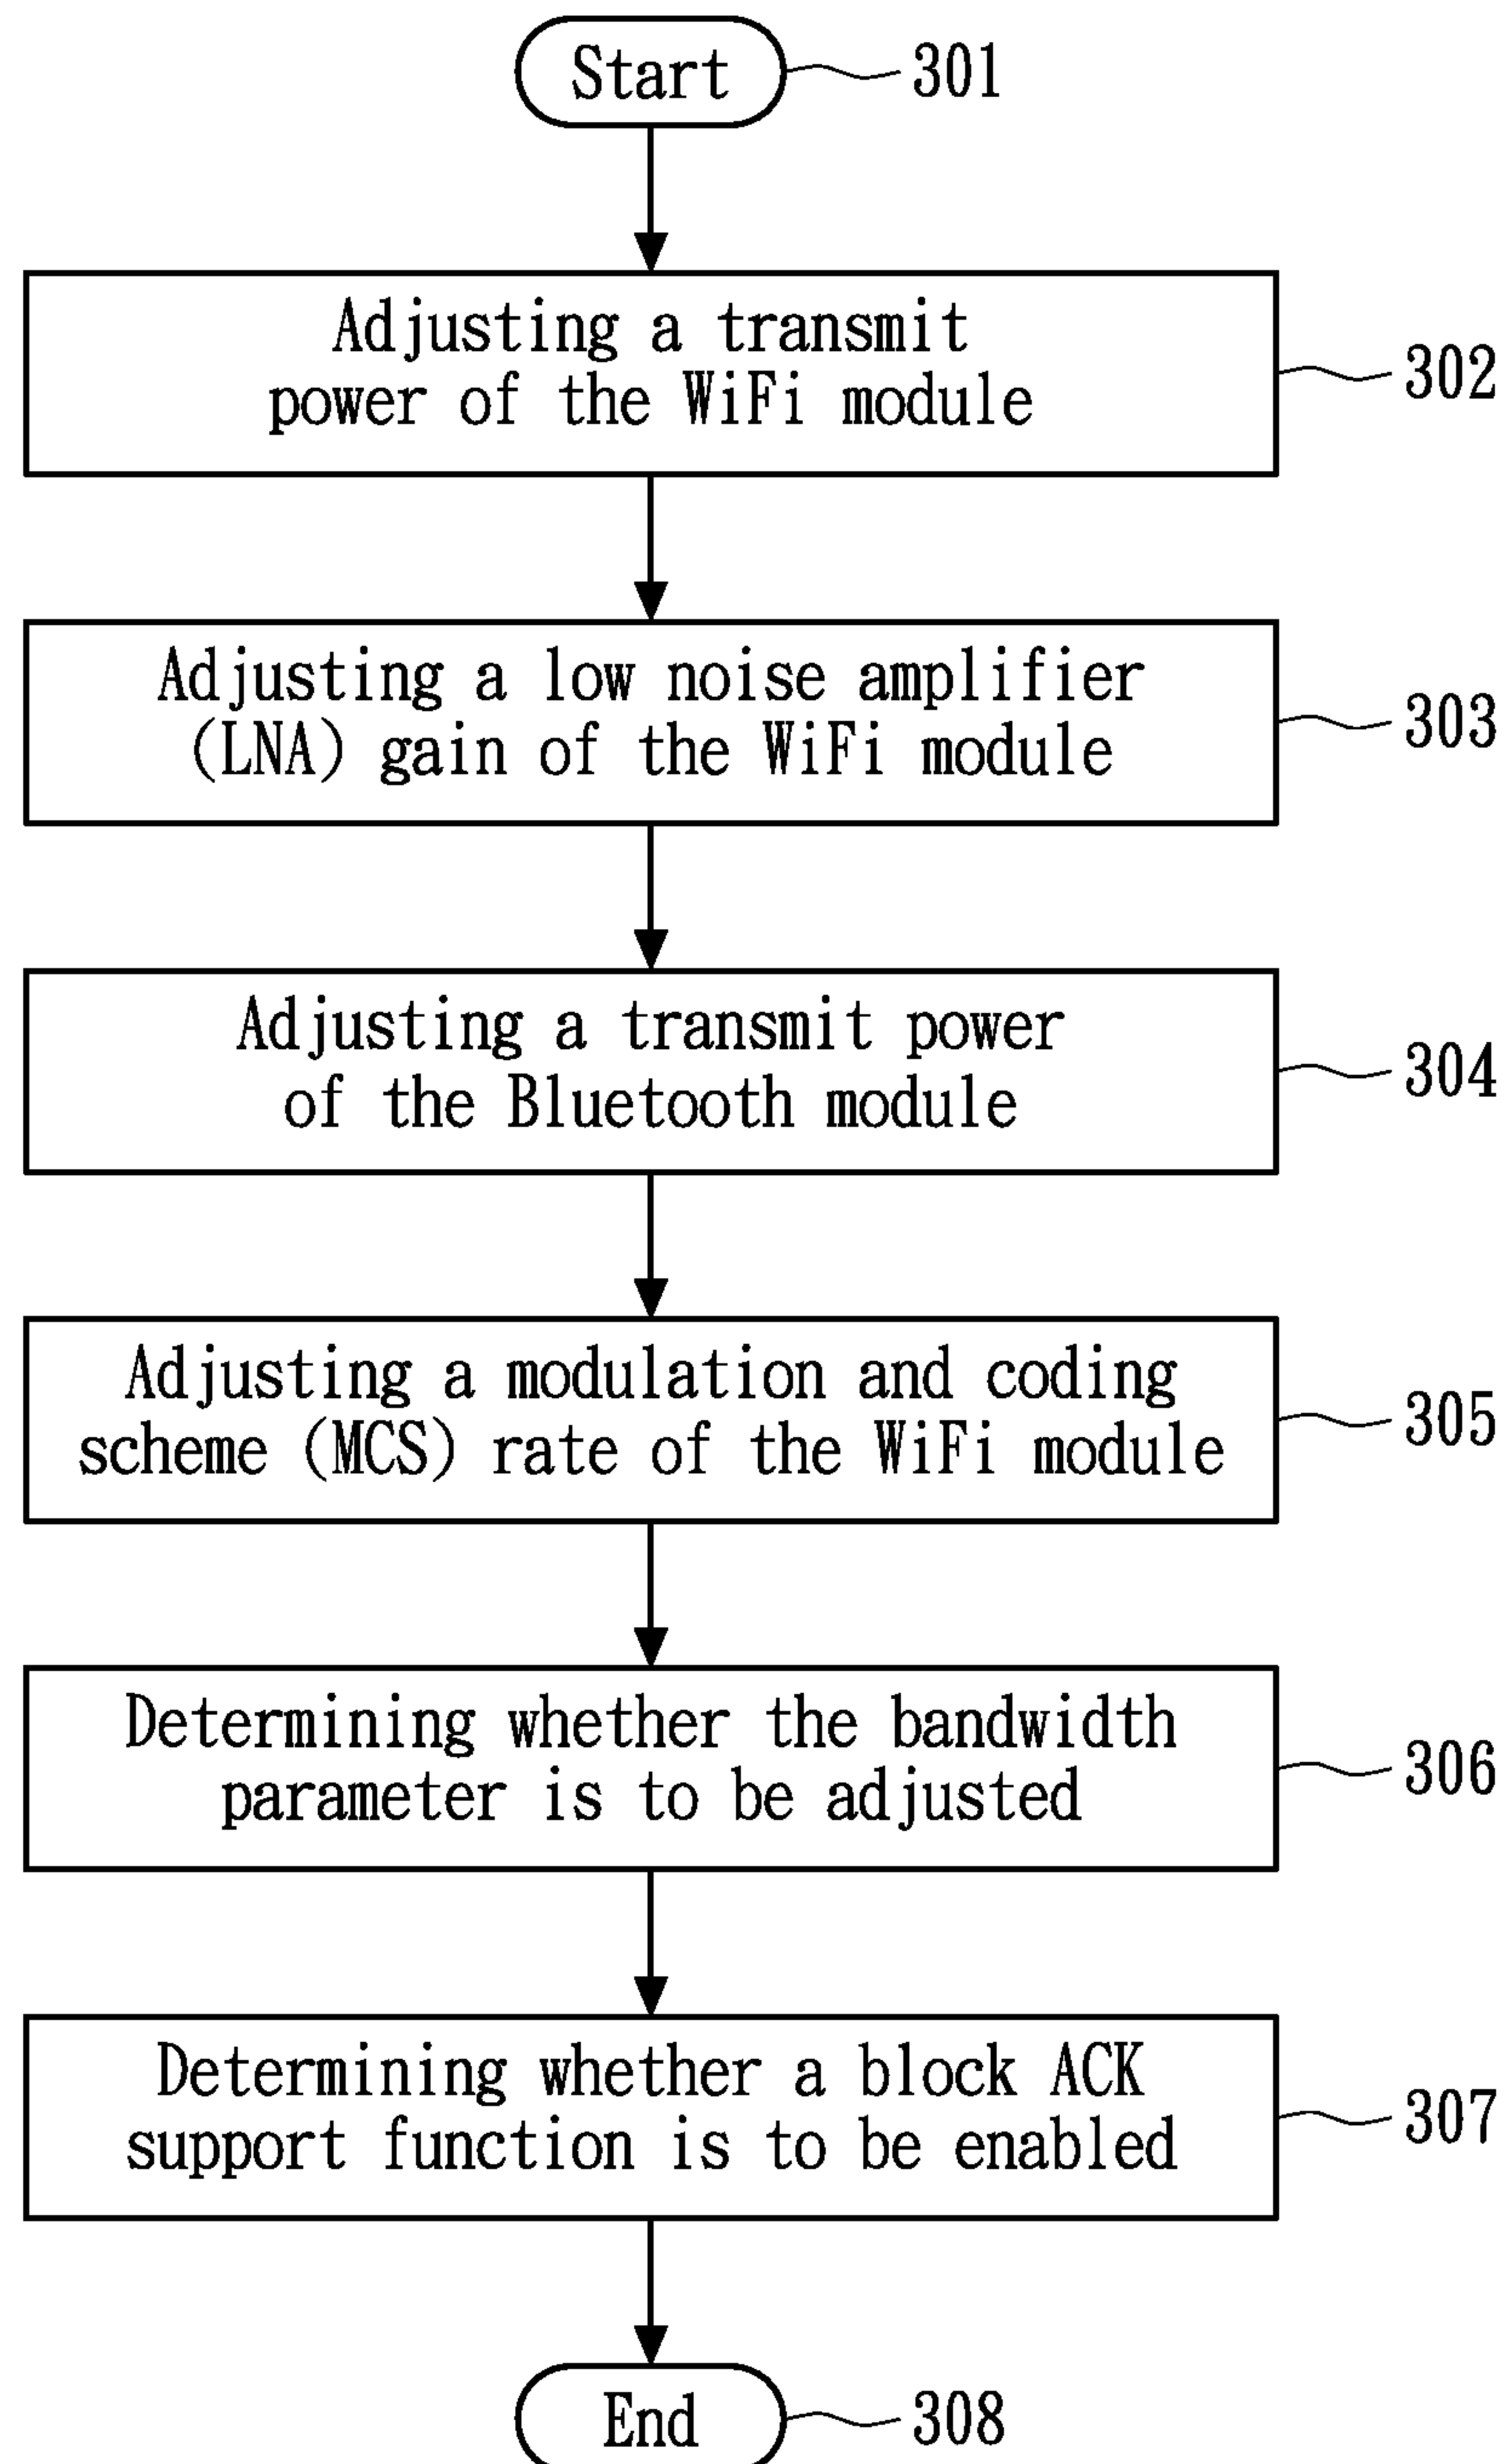 Start
301
Adjusting a transmit
power of the WiFi module
302
Adjusting a low noise amplifier
(LNA) gain of the WiFi module
303
Adjusting a transmit power
of the Bluetooth module
304
Adjusting a modulation and coding
scheme (MCS) rate of the WiFi module
305
Determining whether the bandwidth
parameter is to be adjusted
306
Determining whether a block ACK
support function is to be enabled
307
End
308